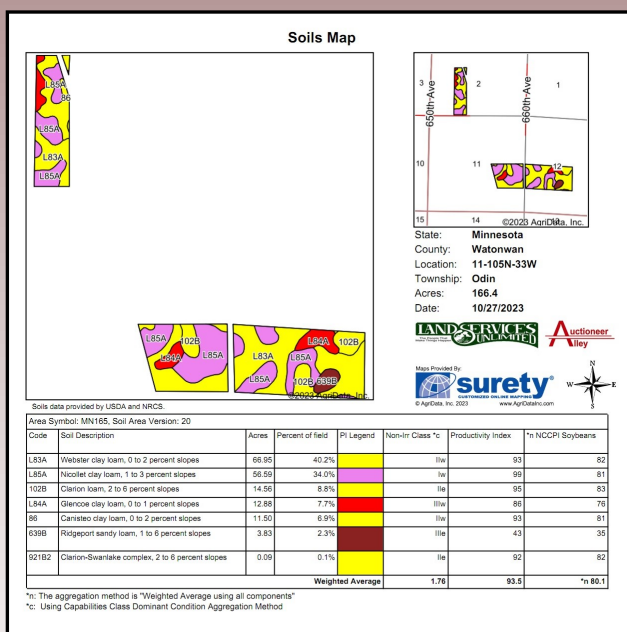 Soils Map
L85A
86
L85A
L83A
L85A
L85A
102B
L84A
L85A
L83A
L85A
L84A
102B
L85A
102B
639B
©2023 AgriData, Inc.
Soils data provided by USDA and NRCS.
3
2
1
650th Ave
660th Ave
10
11
12
15
14
©2023 AgriData, Inc.
State: Minnesota
County: Watonwan
Location: 11-105N-33W
Township: Odin
Acres: 166.4
Date: 10/27/2023
LAND SERVICES
UNLIMITED
Auctioneer
Alley
Maps Provided By:
surety®
CUSTOMIZED ONLINE MAPPING
© AgriData, Inc. 2023 www.AgriDataInc.com
N
W E
S
Area Symbol: MN165, Soil Area Version: 20
Code Soil Description Acres Percent of field PI Legend Non-Irr Class *c Productivity Index *n NCCPI Soybeans
L83A Webster clay loam, 0 to 2 percent slopes 66.95 40.2% IIw 93 82
L85A Nicollet clay loam, 1 to 3 percent slopes 56.59 34.0% Iw 99 81
102B Clarion loam, 2 to 6 percent slopes 14.56 8.8% IIe 95 83
L84A Glencoe clay loam, 0 to 1 percent slopes 12.88 7.7% IIIw 86 76
86 Canisteo clay loam, 0 to 2 percent slopes 11.50 6.9% IIw 93 81
639B Ridgeport sandy loam, 1 to 6 percent slopes 3.83 2.3% IIIe 43 35
921B2 Clarion-Swanlake complex, 2 to 6 percent slopes 0.09 0.1% IIe 92 82
Weighted Average 1.76 93.5 *n 80.1
*n: The aggregation method is "Weighted Average using all components"
*c: Using Capabilities Class Dominant Condition Aggregation Method